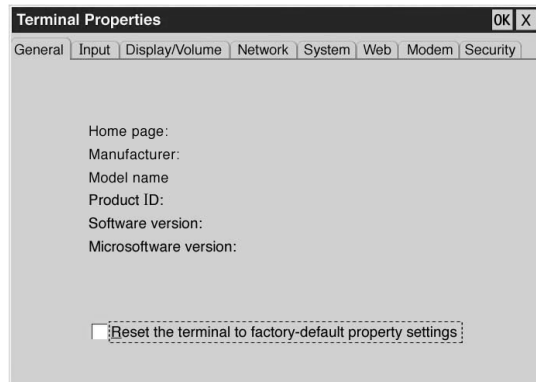 Terminal Properties OK X
General Input Display/Volume Network System Web Modem Security
Home page:
Manufacturer:
Model name
Product ID:
Software version:
Microsoftware version:
Reset the terminal to factory-default property settings